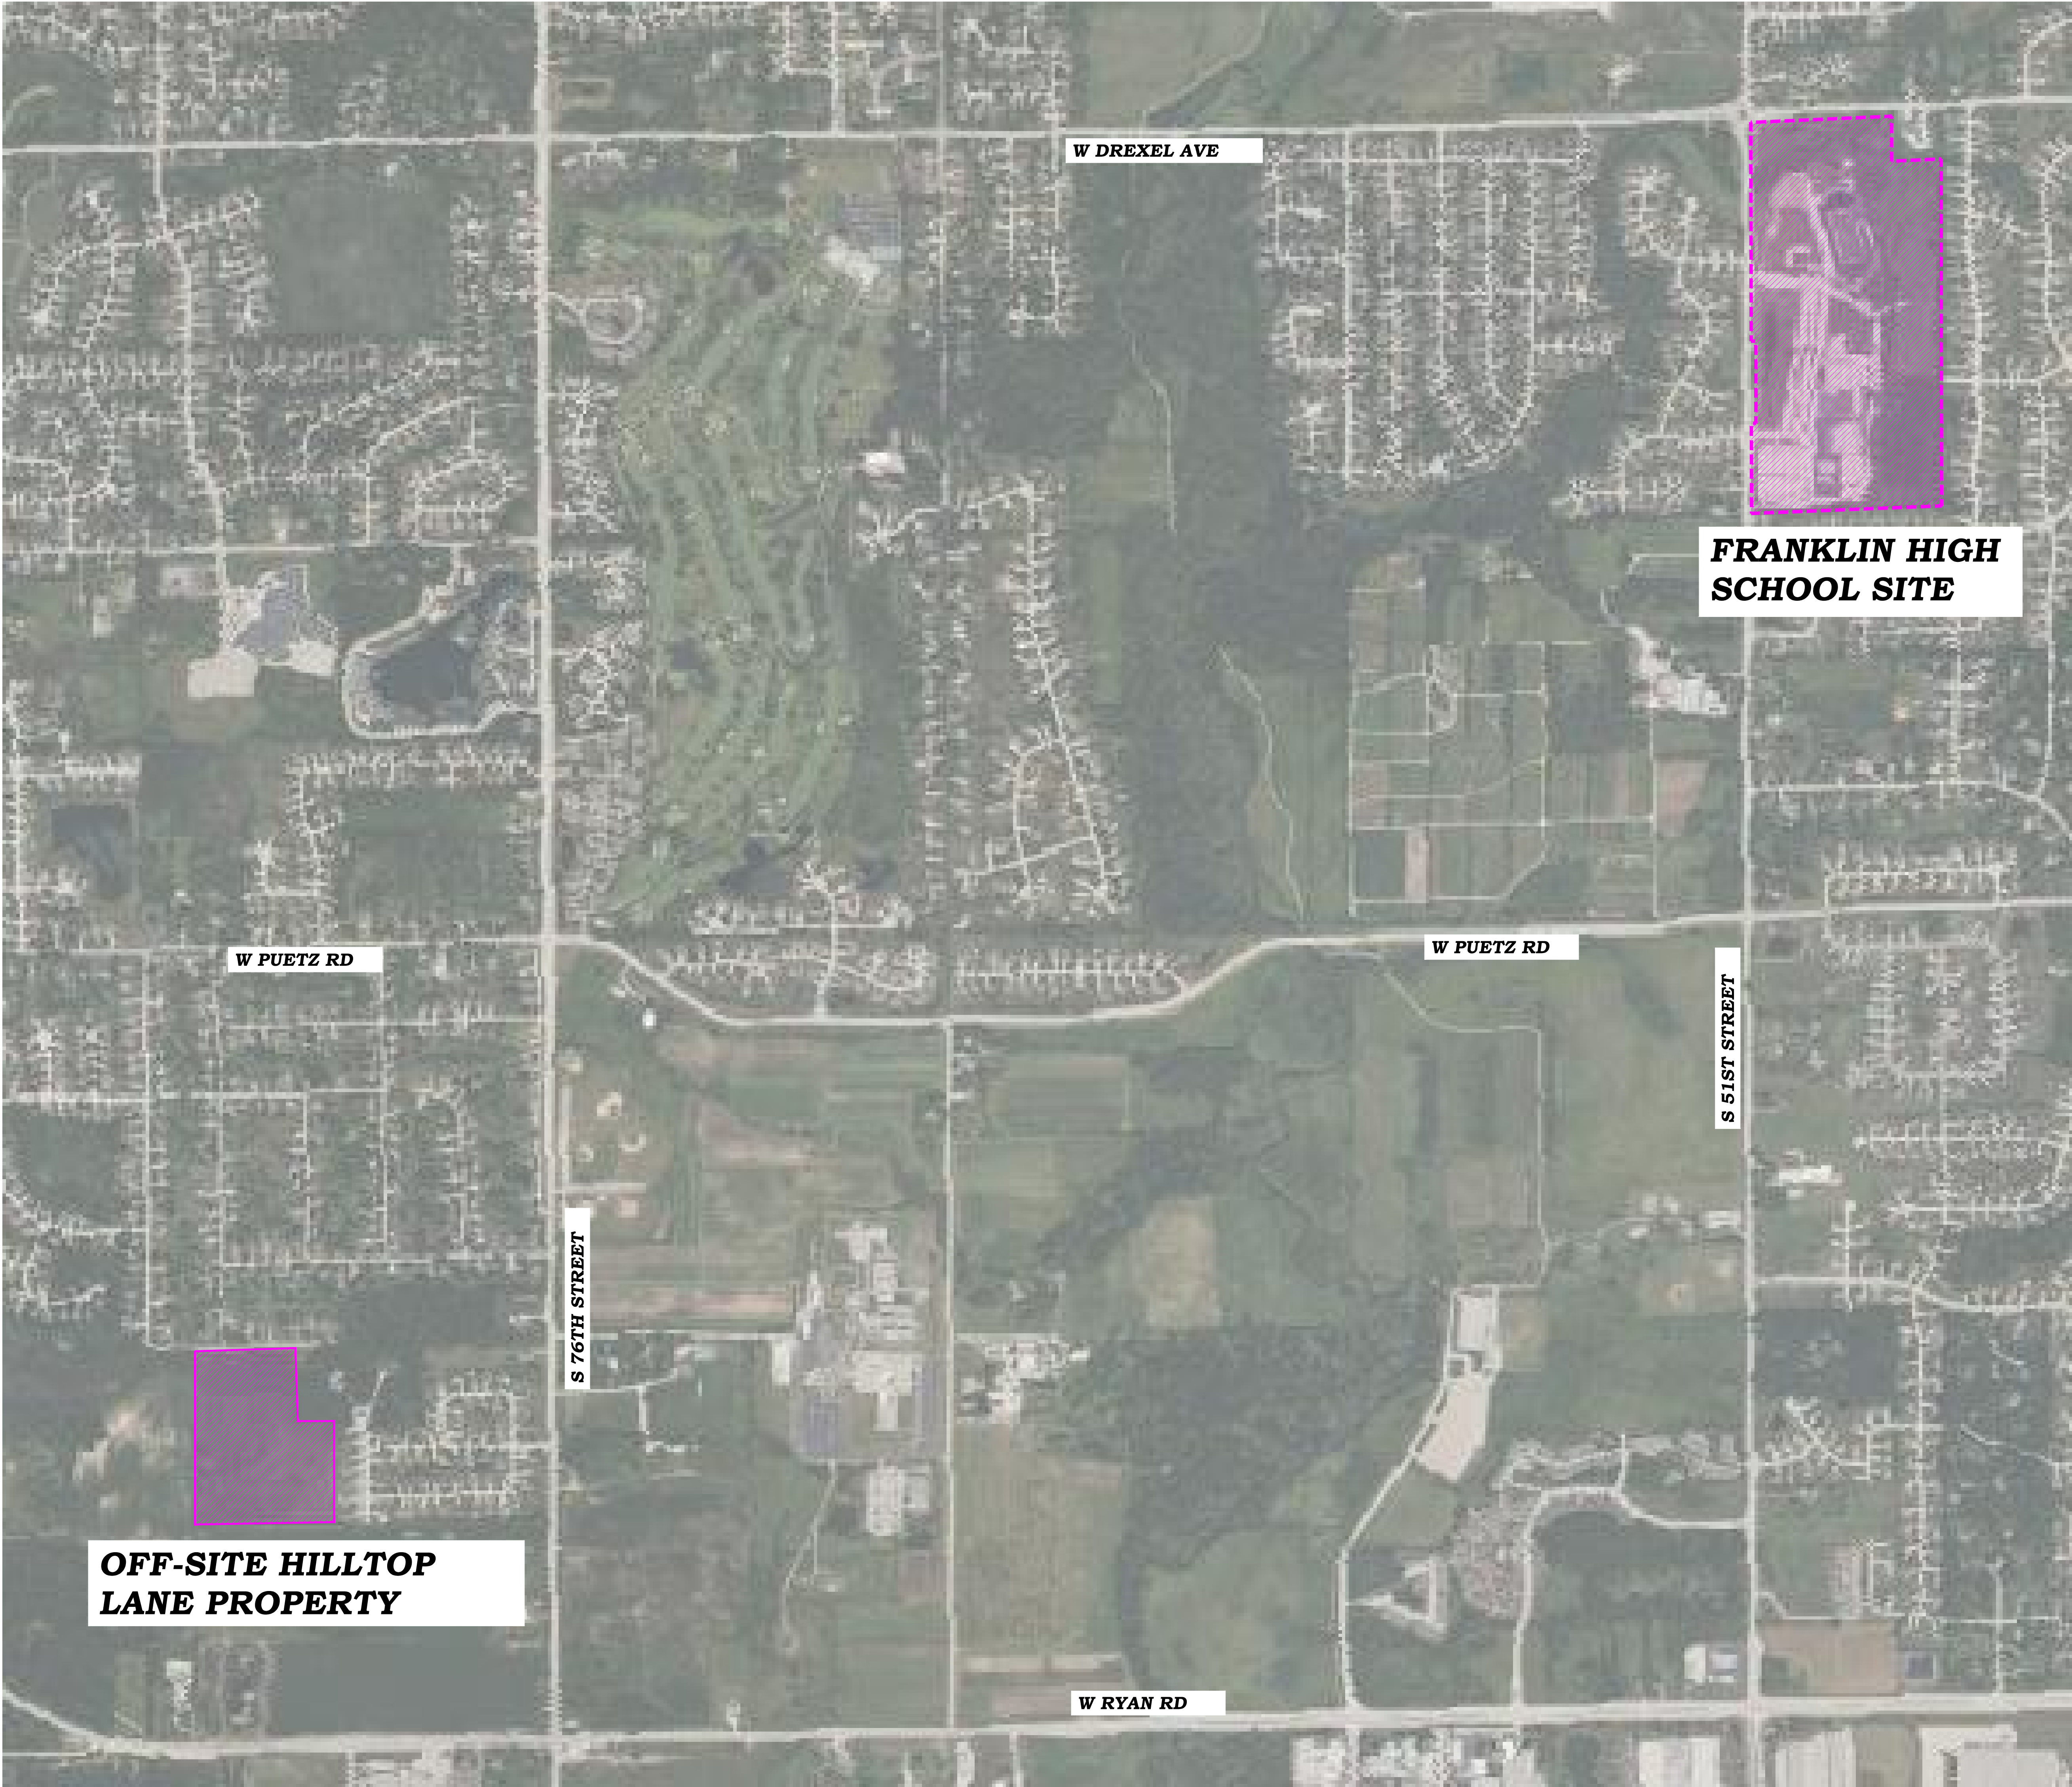 W DREXEL AVE
FRANKLIN HIGH
SCHOOL SITE
W PUETZ RD
W PUETZ RD
S 51ST STREET
S 76TH STREET
OFF-SITE HILLTOP
LANE PROPERTY
W RYAN RD